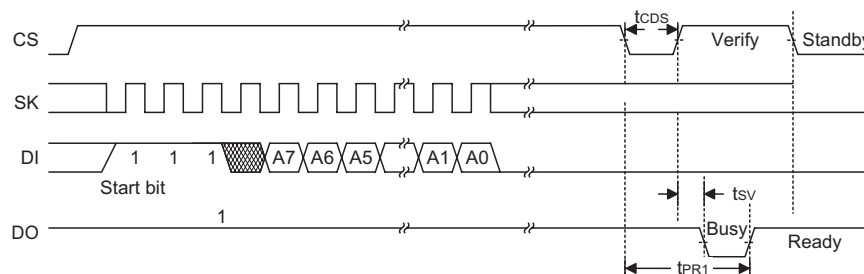 tCDS
CS Verify Standby
SK
DI 1 1 1 A7 A6 A5 A1 A0
Start bit
tSV
1
DO Busy Ready
tPR1